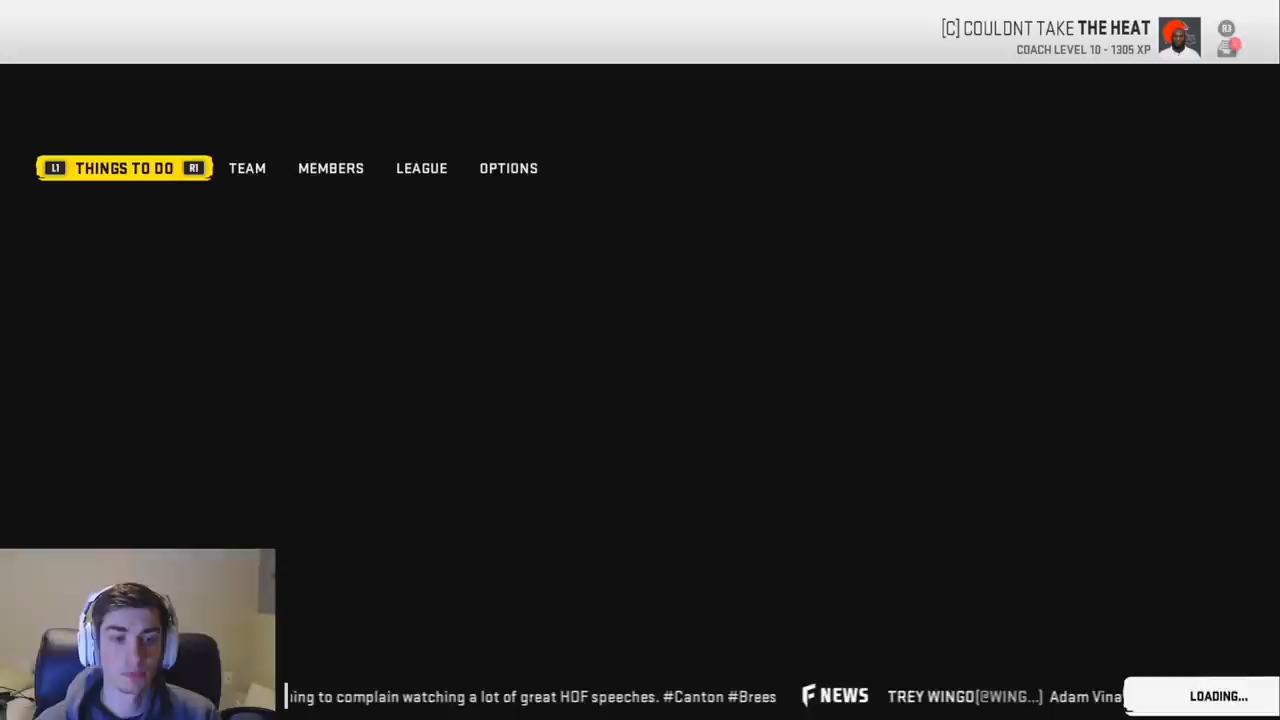 [C] COULDNT TAKE THE HEAT
COACH LEVEL 10 - 1305 XP
R3
L1 THINGS TO DO R1 TEAM MEMBERS LEAGUE OPTIONS
ing to complain watching a lot of great HOF speeches. #Canton #Brees F NEWS TREY WINGO(@WING...) Adam Vina
LOADING...